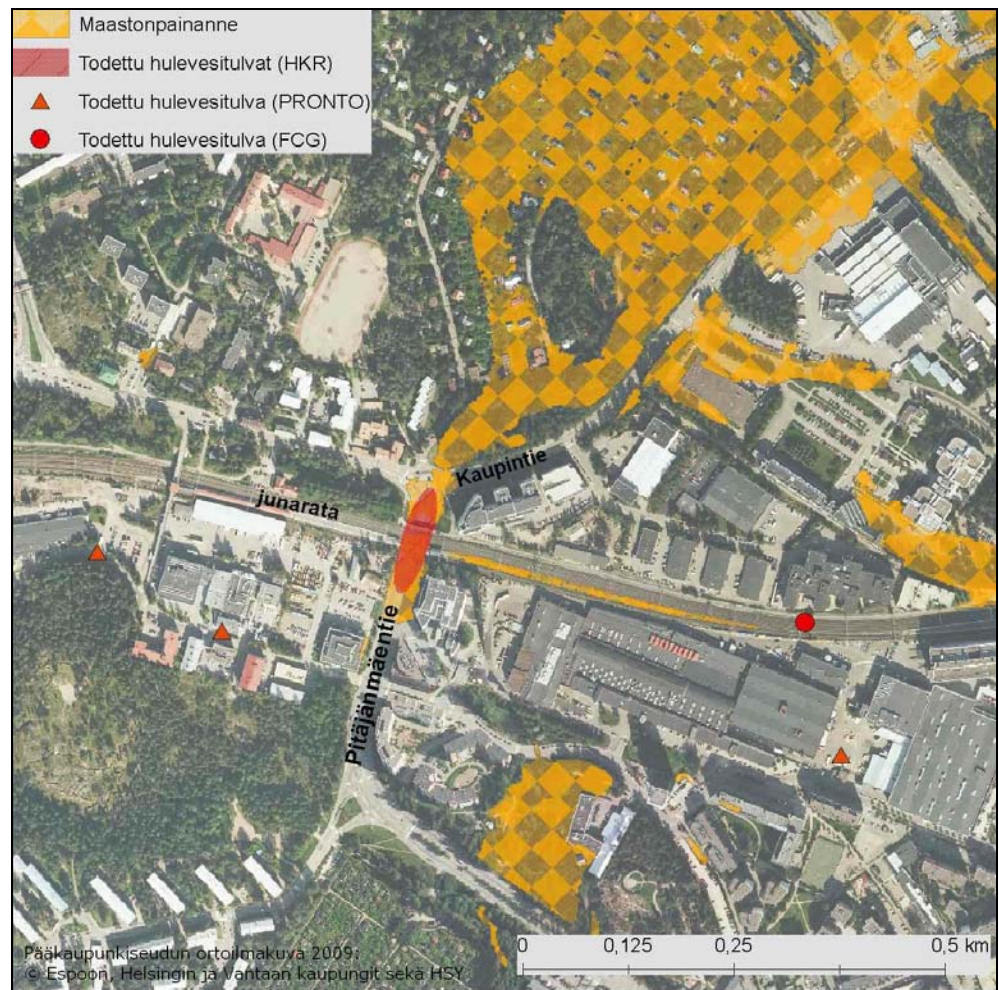 Maastonpainanne
Todettu hulevesitulvat (HKR)
Todettu hulevesitulva (PRONTO)
Todettu hulevesitulva (FCG)
Kaupintie
junarata
Pitäjänmäentie
Pääkaupunkiseudun ortoilmakuva 2009:
© Espoon, Helsingin ja Vantaan kaupungit sekä HSY
0 0,125 0,25 0,5 km